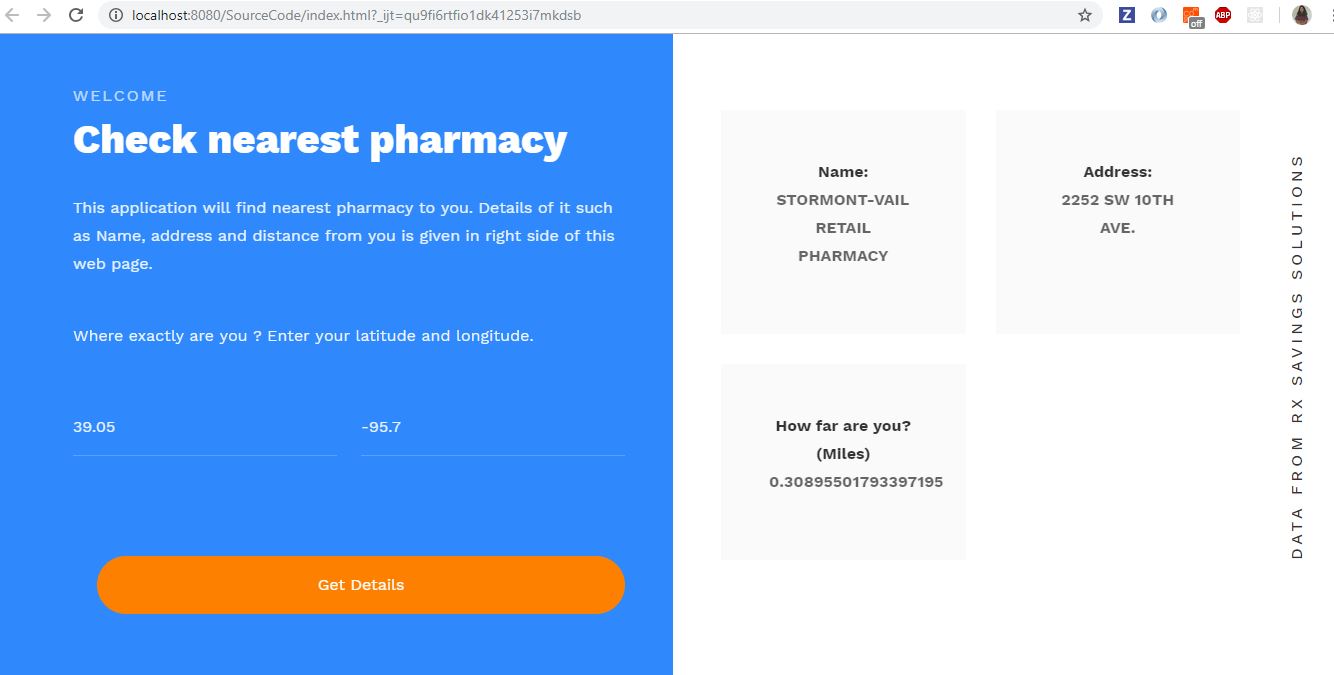 localhost:8080/SourceCode/index.html?_ijt=qu9fi6rtfio1dk41253i7mkdsb
Z
off
ABP
WELCOME
Check nearest pharmacy
This application will find nearest pharmacy to you. Details of it such
as Name, address and distance from you is given in right side of this
web page.
Where exactly are you ? Enter your latitude and longitude.
39.05
-95.7
Get Details
Name:
STORMONT-VAIL
RETAIL
PHARMACY
Address:
2252 SW 10TH
AVE.
How far are you?
(Miles)
0.30895501793397195
DATA FROM RX SAVINGS SOLUTIONS